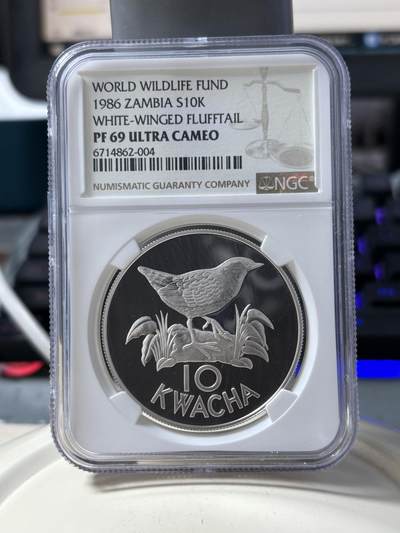 WORLD WILDLIFE FUND
1986 ZAMBIA S10K
WHITE-WINGED FLUFFTAIL
PF 69 ULTRA CAMEO
6714862-004
NUMISMATIC GUARANTY COMPANY NGC
10
KWACHA